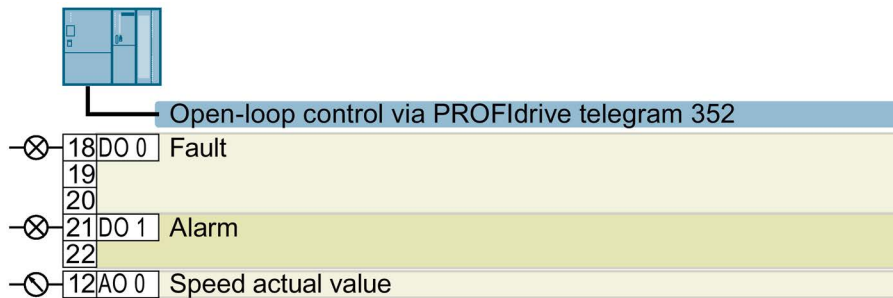 Open-loop control via PROFIdrive telegram 352
18 DO 0 Fault
19
20
21 DO 1 Alarm
22
12 AO 0 Speed actual value